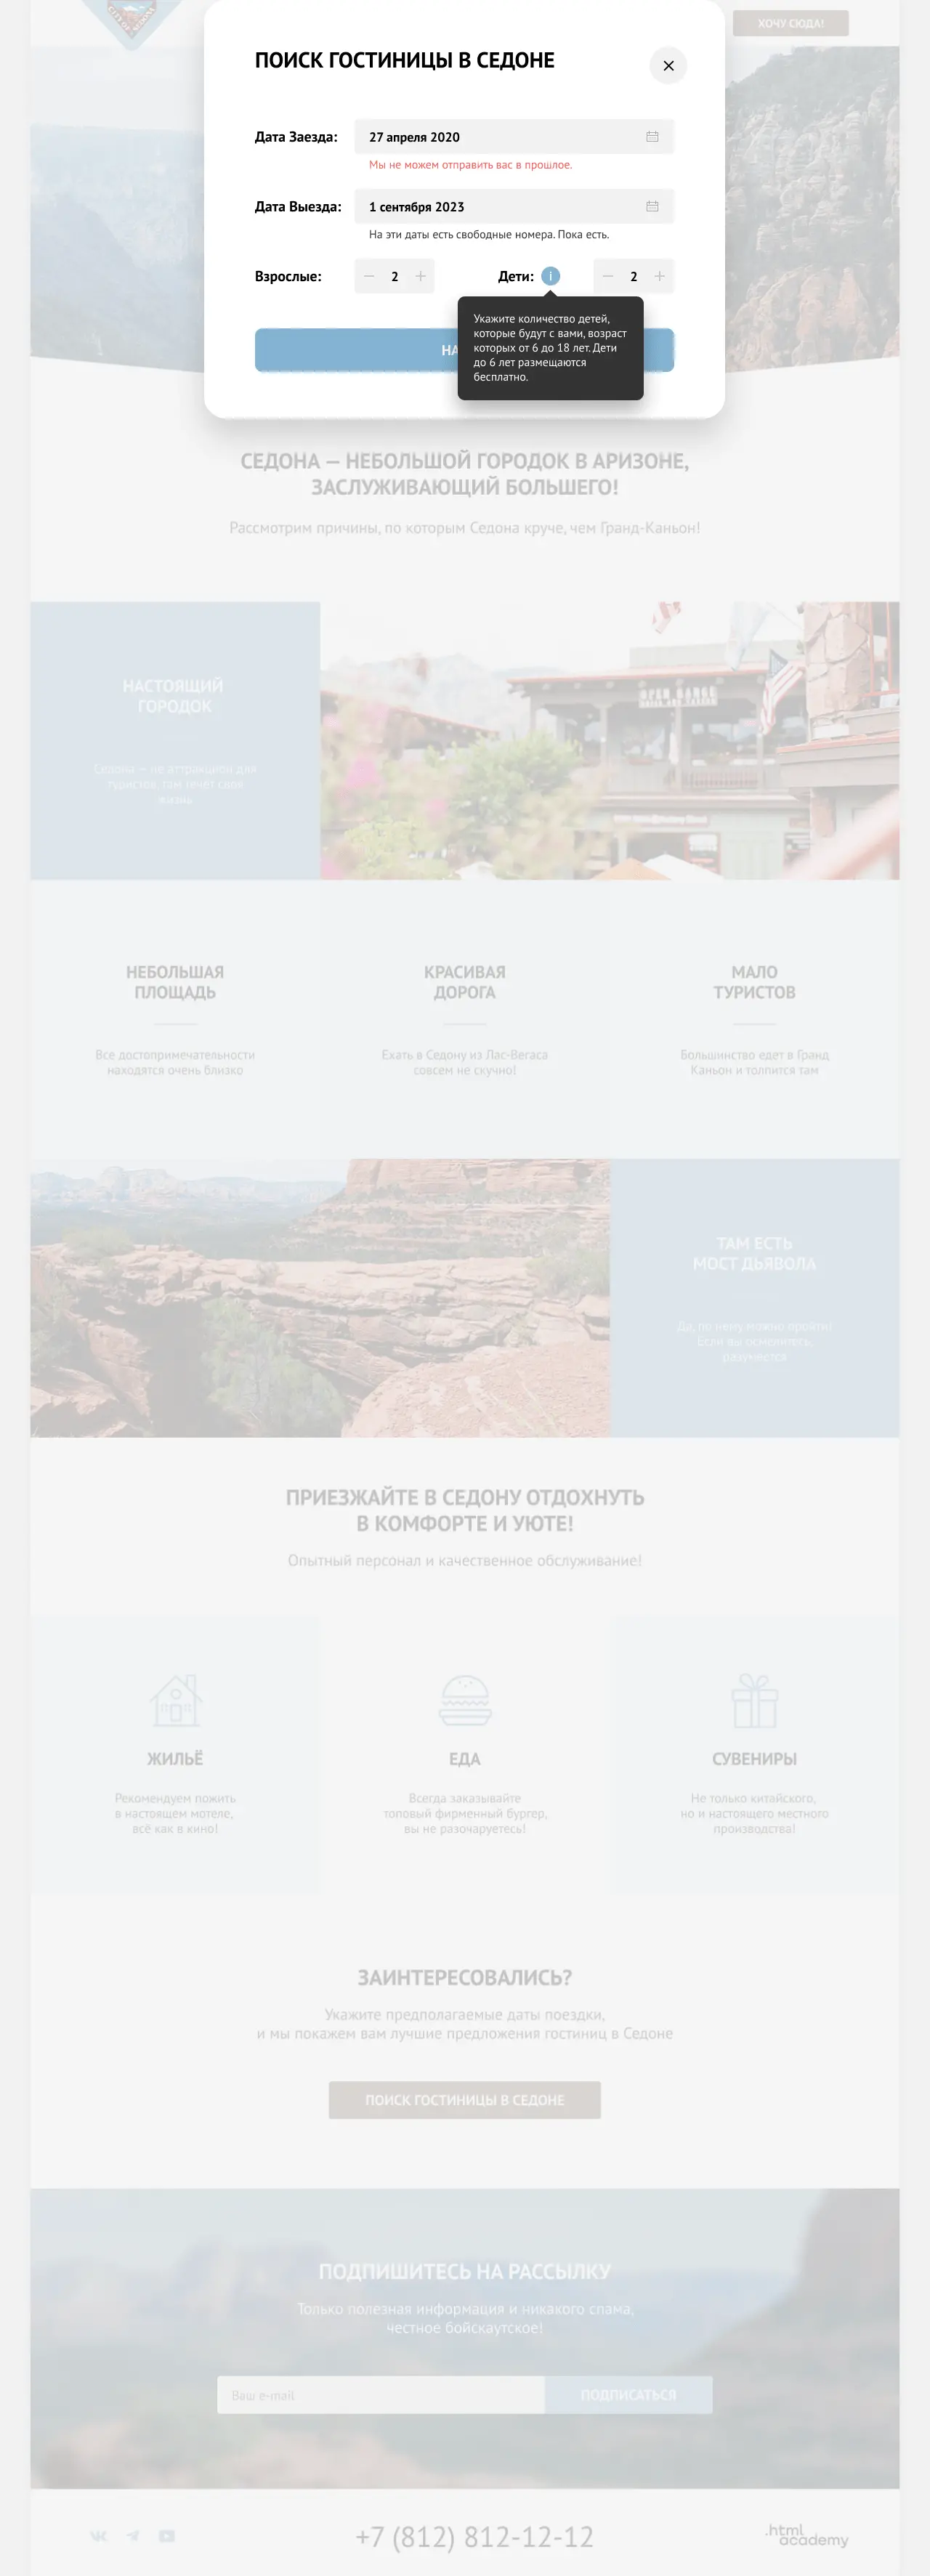 CITY OF SEDONA
ХОЧУ СЮДА!
ПОИСК ГОСТИНИЦЫ В СЕДОНЕ
Дата Заезда: 27 апреля 2020
Мы не можем отправить вас в прошлое.
Дата Выезда: 1 сентября 2023
На эти даты есть свободные номера. Пока есть.
Взрослые: − 2 + Дети: i − 2 +
Укажите количество детей,
которые будут с вами, возраст
которых от 6 до 18 лет. Дети
до 6 лет размещаются
бесплатно.
НА
СЕДОНА — НЕБОЛЬШОЙ ГОРОДОК В АРИЗОНЕ,
ЗАСЛУЖИВАЮЩИЙ БОЛЬШЕГО!
Рассмотрим причины, по которым Седона круче, чем Гранд-Каньон!
НАСТОЯЩИЙ
ГОРОДОК
Седона — не аттракцион для
туристов, там течёт своя
жизнь
OPEN RANGE
НЕБОЛЬШАЯ
ПЛОЩАДЬ
Все достопримечательности
находятся очень близко
КРАСИВАЯ
ДОРОГА
Ехать в Седону из Лас-Вегаса
совсем не скучно!
МАЛО
ТУРИСТОВ
Большинство едет в Гранд
Каньон и толпится там
ТАМ ЕСТЬ
МОСТ ДЬЯВОЛА
Да, по нему можно пройти!
Если вы осмелитесь,
разумеется
ПРИЕЗЖАЙТЕ В СЕДОНУ ОТДОХНУТЬ
В КОМФОРТЕ И УЮТЕ!
Опытный персонал и качественное обслуживание!
ЖИЛЬЁ
Рекомендуем пожить
в настоящем мотеле,
всё как в кино!
ЕДА
Всегда заказывайте
топовый фирменный бургер,
вы не разочаруетесь!
СУВЕНИРЫ
Не только китайского,
но и настоящего местного
производства!
ЗАИНТЕРЕСОВАЛИСЬ?
Укажите предполагаемые даты поездки,
и мы покажем вам лучшие предложения гостиниц в Седоне
ПОИСК ГОСТИНИЦЫ В СЕДОНЕ
ПОДПИШИТЕСЬ НА РАССЫЛКУ
Только полезная информация и никакого спама,
честное бойскаутское!
Ваш e-mail
ПОДПИСАТЬСЯ
+7 (812) 812-12-12
.html
academy